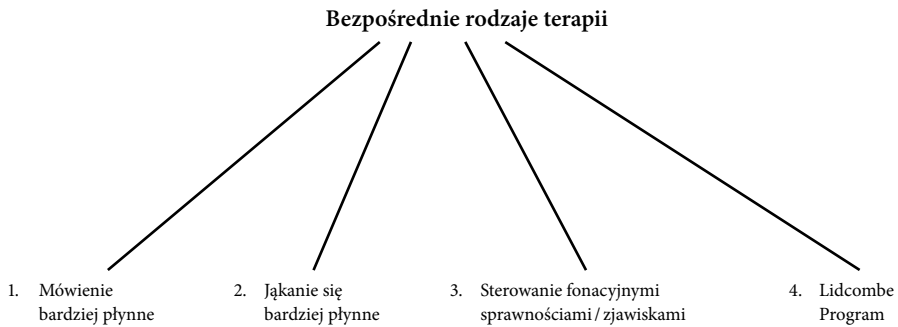 Bezpośrednie rodzaje terapii
1. Mówienie
bardziej płynne
2. Jąkanie się
bardziej płynne
3. Sterowanie fonacyjnymi
sprawnościami / zjawiskami
4. Lidcombe
Program